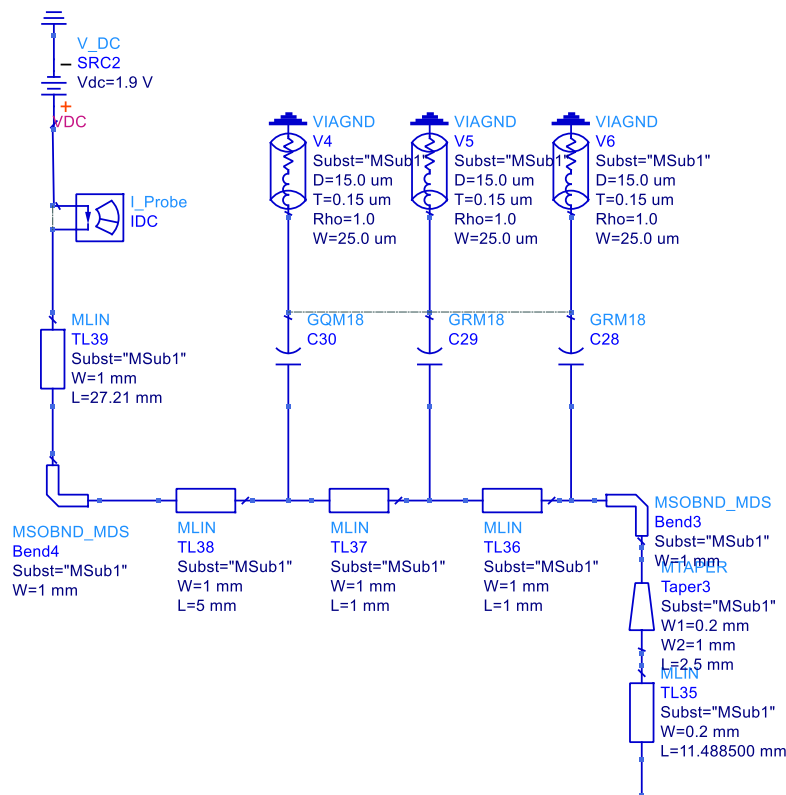 V_DC
SRC2
Vdc=1.9 V
VDC
I_Probe
IDC
VIAGND
V4
Subst="MSub1"
D=15.0 um
T=0.15 um
Rho=1.0
W=25.0 um
VIAGND
V5
Subst="MSub1"
D=15.0 um
T=0.15 um
Rho=1.0
W=25.0 um
VIAGND
V6
Subst="MSub1"
D=15.0 um
T=0.15 um
Rho=1.0
W=25.0 um
MLIN
TL39
Subst="MSub1"
W=1 mm
L=27.21 mm
GQM18
C30
GRM18
C29
GRM18
C28
MSOBND_MDS
Bend4
Subst="MSub1"
W=1 mm
MLIN
TL38
Subst="MSub1"
W=1 mm
L=5 mm
MLIN
TL37
Subst="MSub1"
W=1 mm
L=1 mm
MLIN
TL36
Subst="MSub1"
W=1 mm
L=1 mm
MSOBND_MDS
Bend3
Subst="MSub1"
W=1 mm
MTAPER
Taper3
Subst="MSub1"
W1=0.2 mm
W2=1 mm
L=2.5 mm
MLIN
TL35
Subst="MSub1"
W=0.2 mm
L=11.488500 mm